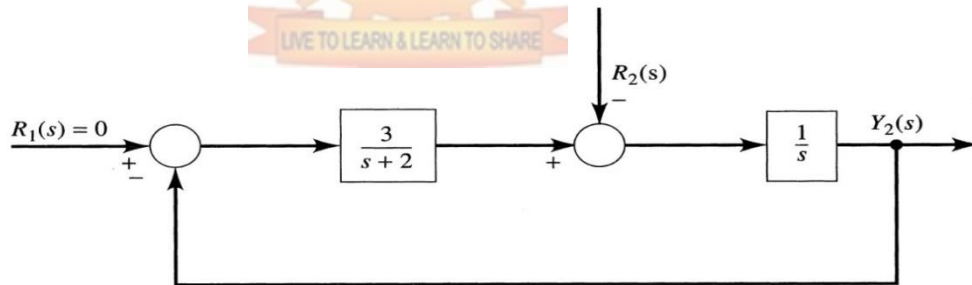 LIVE TO LEARN & LEARN TO SHARE
R₂(s)
−
R₁(s) = 0
+
−
3
s + 2
+
1
s
Y₂(s)